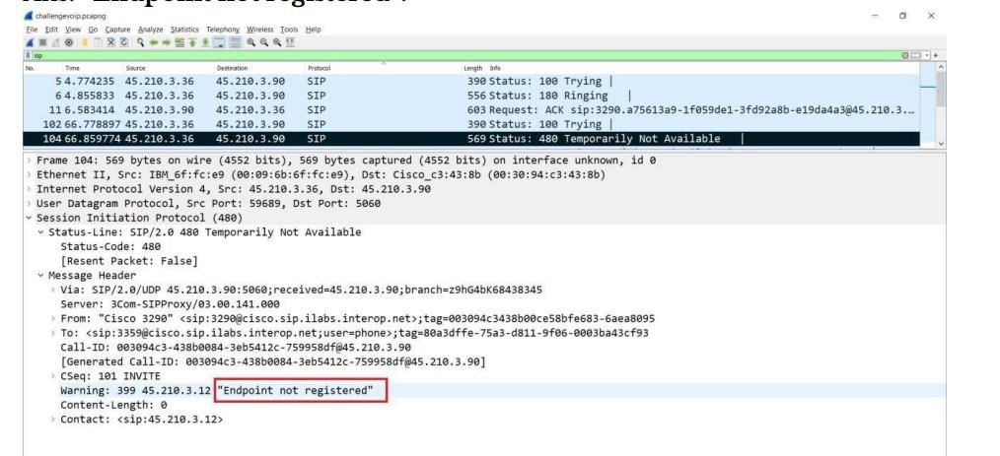 Ans: "Endpoint not registered".
challengevoip.pcapng
File Edit View Go Capture Analyze Statistics Telephony Wireless Tools Help
sip
No. Time Source Destination Protocol Length Info
5 4.774235 45.210.3.36 45.210.3.90 SIP 390 Status: 100 Trying |
6 4.855833 45.210.3.36 45.210.3.90 SIP 556 Status: 180 Ringing |
11 6.583414 45.210.3.90 45.210.3.36 SIP 603 Request: ACK sip:3290.a75613a9-1f059de1-3fd92a8b-e19da4a3@45.210.3...
102 66.778897 45.210.3.36 45.210.3.90 SIP 390 Status: 100 Trying |
104 66.859774 45.210.3.36 45.210.3.90 SIP 569 Status: 480 Temporarily Not Available |
Frame 104: 569 bytes on wire (4552 bits), 569 bytes captured (4552 bits) on interface unknown, id 0
Ethernet II, Src: IBM_6f:fc:e9 (00:09:6b:6f:fc:e9), Dst: Cisco_c3:43:8b (00:30:94:c3:43:8b)
Internet Protocol Version 4, Src: 45.210.3.36, Dst: 45.210.3.90
User Datagram Protocol, Src Port: 59689, Dst Port: 5060
Session Initiation Protocol (480)
Status-Line: SIP/2.0 480 Temporarily Not Available
Status-Code: 480
[Resent Packet: False]
Message Header
Via: SIP/2.0/UDP 45.210.3.90:5060;received=45.210.3.90;branch=z9hG4bK68438345
Server: 3Com-SIPProxy/03.00.141.000
From: "Cisco 3290" <sip:3290@cisco.sip.ilabs.interop.net>;tag=003094c3438b00ce58bfe683-6aea8095
To: <sip:3359@cisco.sip.ilabs.interop.net;user=phone>;tag=80a3dffe-75a3-d811-9f06-0003ba43cf93
Call-ID: 003094c3-438b0084-3eb5412c-759958df@45.210.3.90
[Generated Call-ID: 003094c3-438b0084-3eb5412c-759958df@45.210.3.90]
CSeq: 101 INVITE
Warning: 399 45.210.3.12 "Endpoint not registered"
Content-Length: 0
Contact: <sip:45.210.3.12>